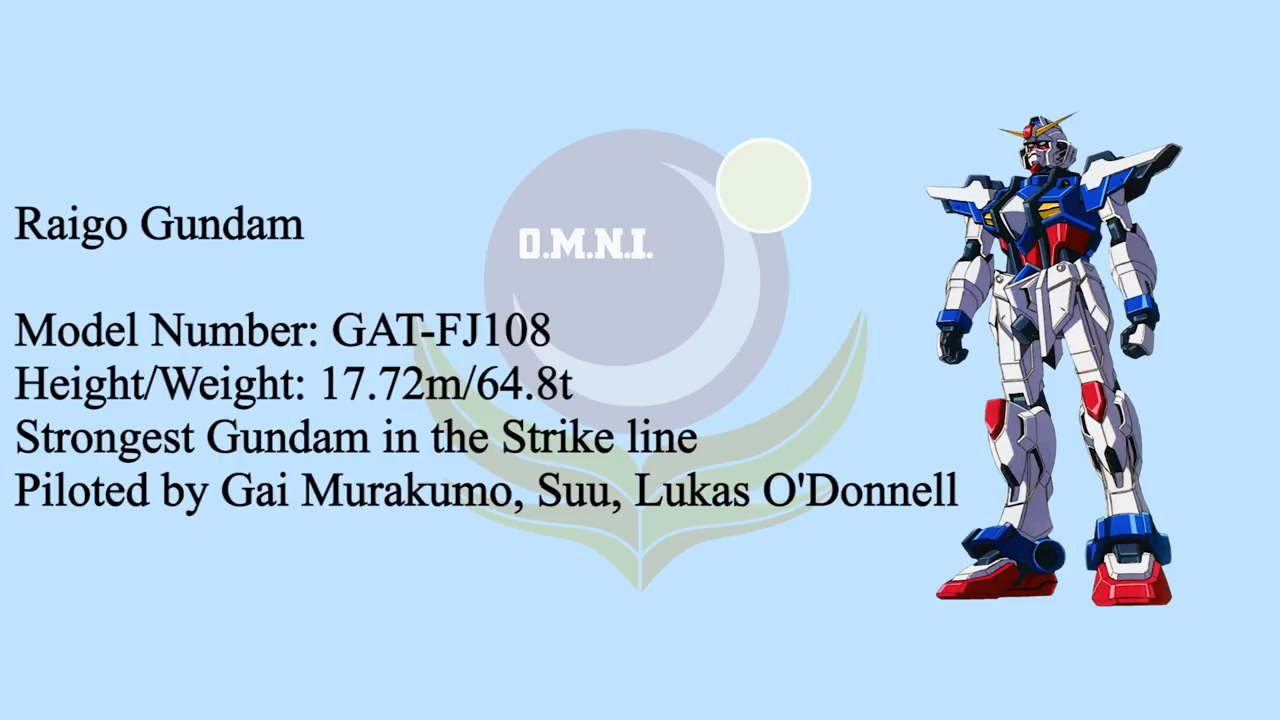 Raigo Gundam
O.M.N.I.
Model Number: GAT-FJ108
Height/Weight: 17.72m/64.8t
Strongest Gundam in the Strike line
Piloted by Gai Murakumo, Suu, Lukas O'Donnell